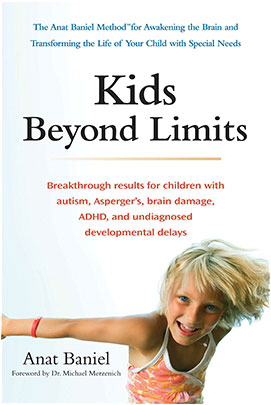 The Anat Baniel Method™ for Awakening the Brain and
Transforming the Life of Your Child with Special Needs
Kids
Beyond Limits
Breakthrough results for children with
autism, Asperger's, brain damage,
ADHD, and undiagnosed
developmental delays
Anat Baniel
Foreword by Dr. Michael Merzenich